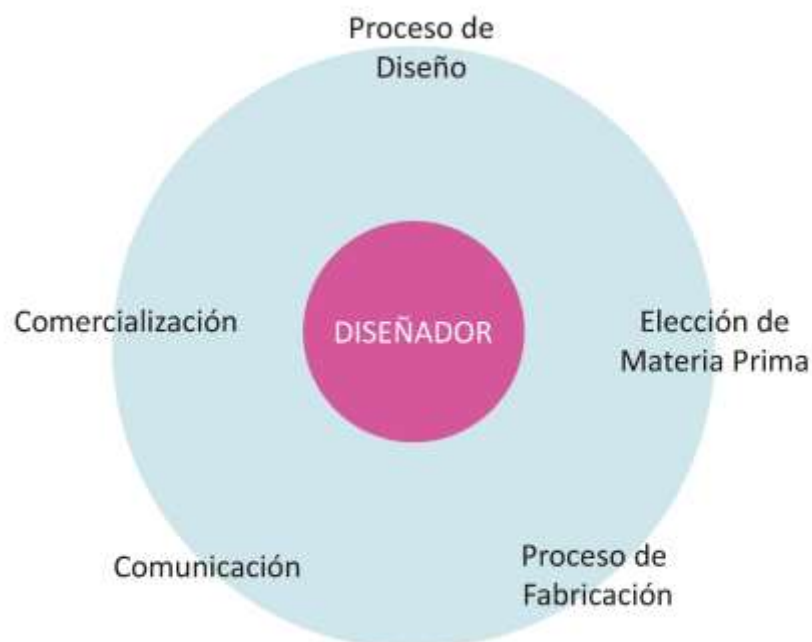 Proceso de
Diseño
Comercialización
DISEÑADOR
Elección de
Materia Prima
Comunicación
Proceso de
Fabricación